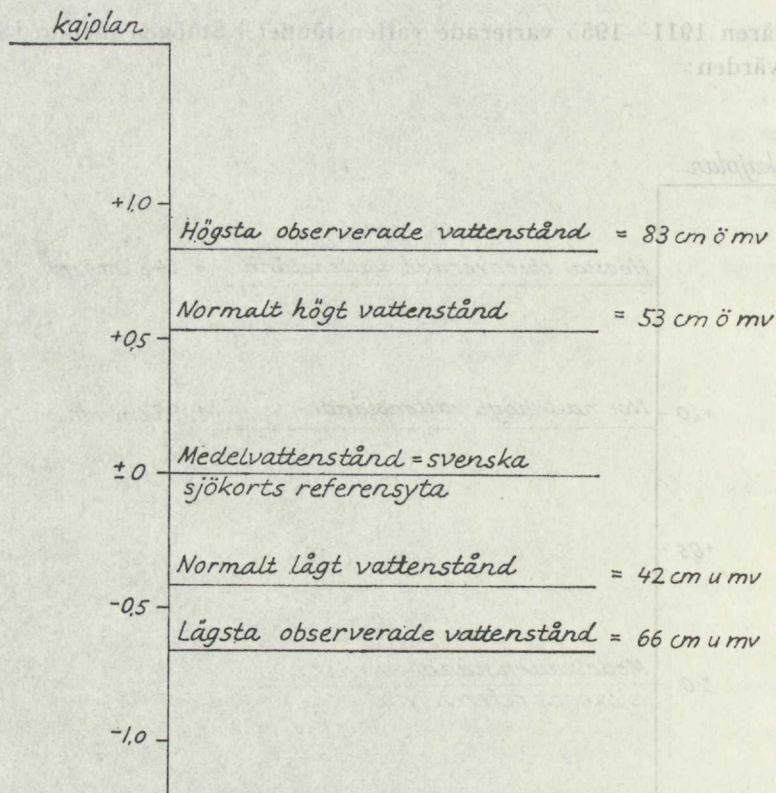 kajplan
+1,0
Högsta observerade vattenstånd = 83 cm ö mv
Normalt högt vattenstånd = 53 cm ö mv
+0,5
Medelvattenstånd = svenska
± 0
sjökorts referensyta
Normalt lågt vattenstånd = 42 cm u mv
-0,5
Lägsta observerade vattenstånd = 66 cm u mv
-1,0